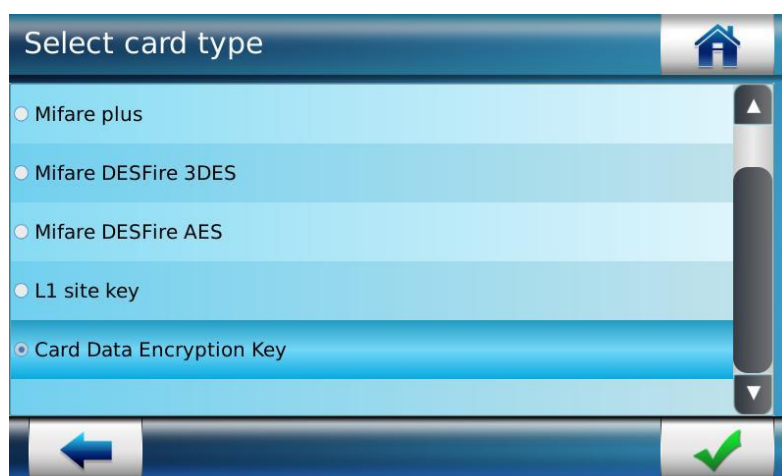 Select card type
Mifare plus
Mifare DESFire 3DES
Mifare DESFire AES
L1 site key
Card Data Encryption Key